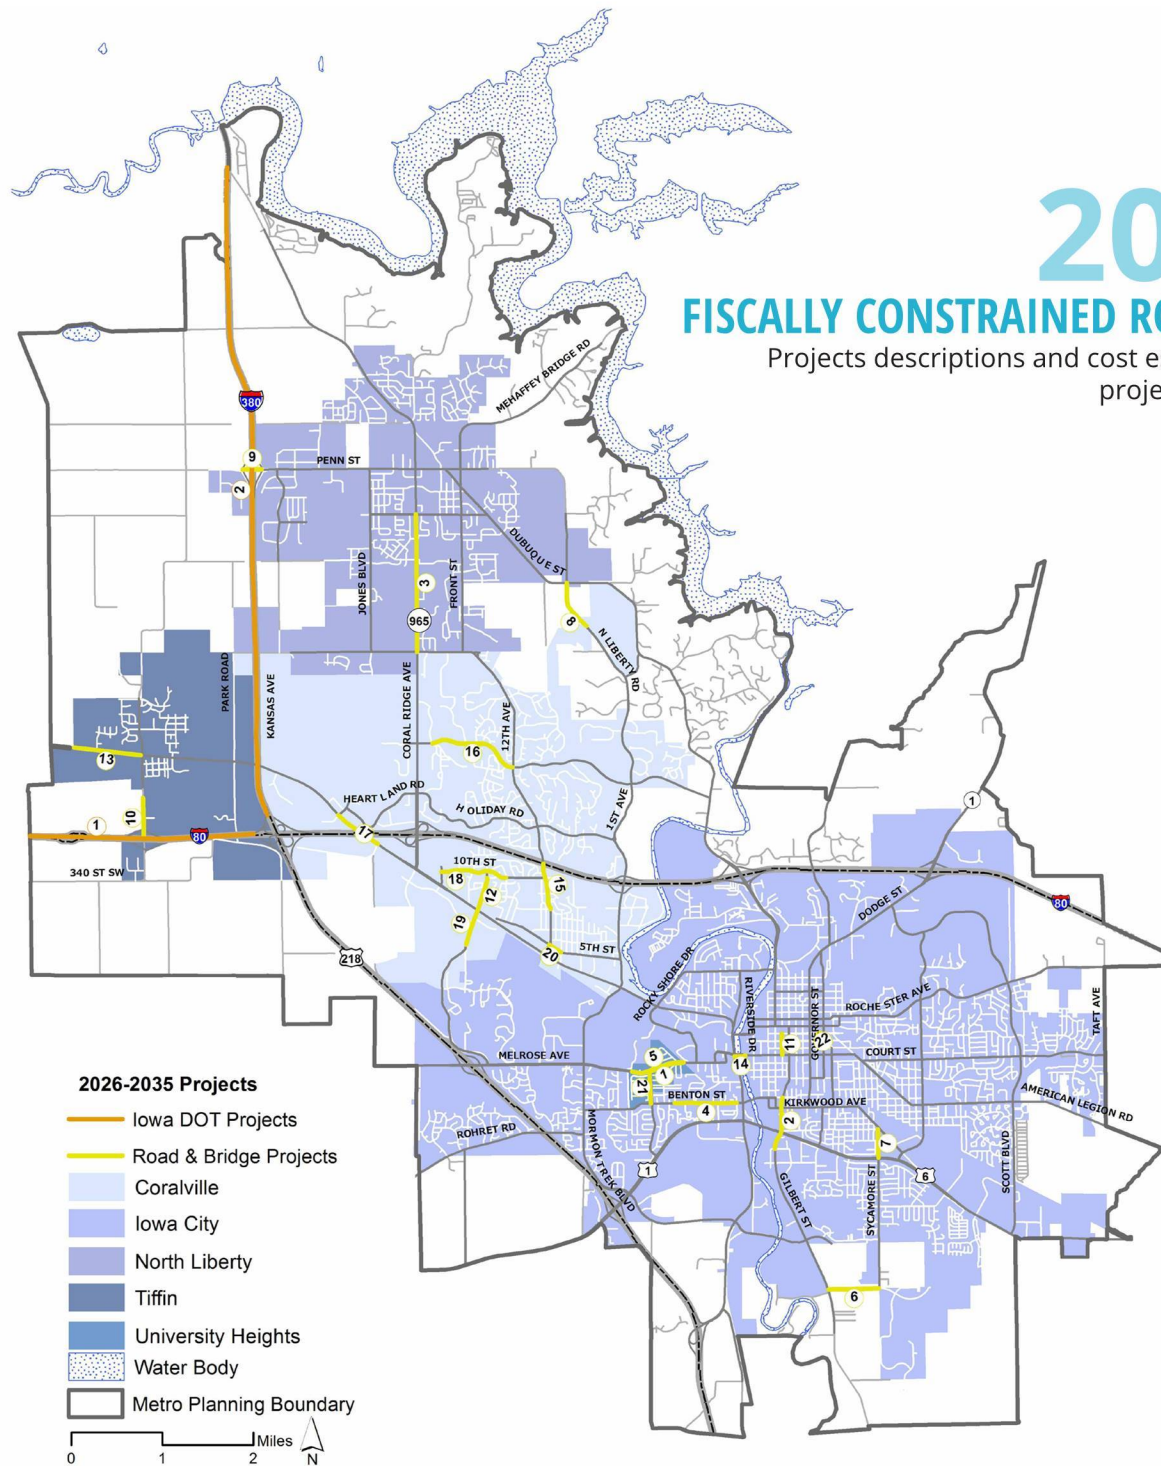 20
FISCALLY CONSTRAINED RO
Projects descriptions and cost e
proje
MEHAFFEY BRIDGE RD
380
9
PENN ST
2
DUBUQUE ST
JONES BLVD
3
FRONT ST
965
8
N LIBERTY RD
PARK ROAD
KANSAS AVE
CORAL RIDGE AVE
12TH AVE
16
13
HEART LAND RD
HOLIDAY RD
1ST AVE
10
1
80
17
340 ST SW
10TH ST
18
12
15
19
20
5TH ST
218
1
DODGE ST
80
ROCKY SHORE DR
RIVERSIDE DR
GOVERNOR ST
ROCHESTER AVE
TAFT AVE
11
22
COURT ST
MELROSE AVE
5
1
14
21
BENTON ST
4
KIRKWOOD AVE
AMERICAN LEGION RD
2
7
ROHRET RD
MORMON TREK BLVD
1
6
SCOTT BLVD
GILBERT ST
SYCAMORE ST
6
2026-2035 Projects
Iowa DOT Projects
Road & Bridge Projects
Coralville
Iowa City
North Liberty
Tiffin
University Heights
Water Body
Metro Planning Boundary
Miles
0 1 2
N